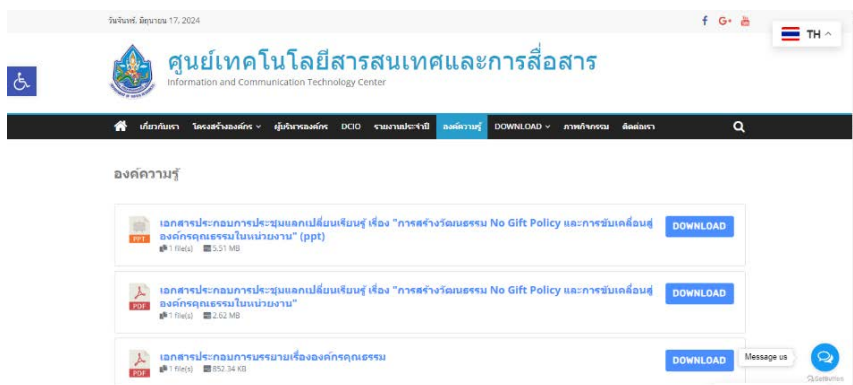 วันจันทร์. มิถุนายน 17, 2024
f G+
TH
ศูนย์เทคโนโลยีสารสนเทศและการสื่อสาร
Information and Communication Technology Center
เกี่ยวกับเรา โครงสร้างองค์กร ผู้บริหารองค์กร DCIO รายงานประจำปี องค์ความรู้ DOWNLOAD ภาพกิจกรรม ติดต่อเรา
องค์ความรู้
เอกสารประกอบการประชุมแลกเปลี่ยนเรียนรู้ เรื่อง "การสร้างวัฒนธรรม No Gift Policy และการขับเคลื่อนสู่
องค์กรคุณธรรมในหน่วยงาน" (ppt)
PPT
1 file(s) 5.51 MB
DOWNLOAD
เอกสารประกอบการประชุมแลกเปลี่ยนเรียนรู้ เรื่อง "การสร้างวัฒนธรรม No Gift Policy และการขับเคลื่อนสู่
องค์กรคุณธรรมในหน่วยงาน"
PDF
1 file(s) 2.62 MB
DOWNLOAD
เอกสารประกอบการบรรยายเรื่ององค์กรคุณธรรม
PDF
1 file(s) 852.34 KB
DOWNLOAD
Message us
GetButton